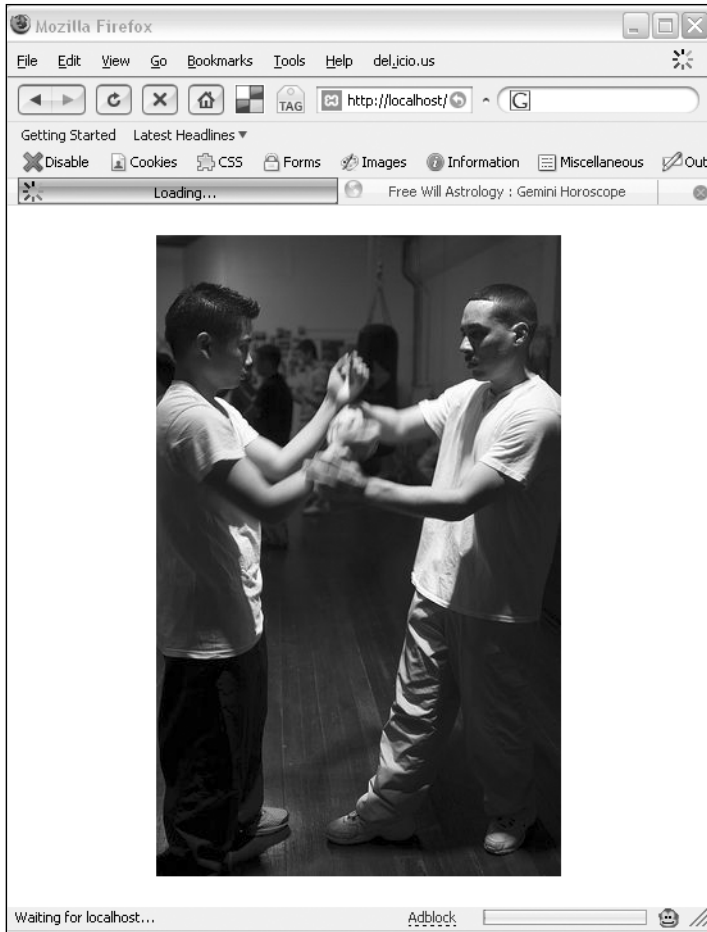 Mozilla Firefox
File Edit View Go Bookmarks Tools Help del.icio.us
TAG http://localhost/ G
Getting Started Latest Headlines
Disable Cookies CSS Forms Images Information Miscellaneous Out
Loading... Free Will Astrology : Gemini Horoscope
Waiting for localhost... Adblock